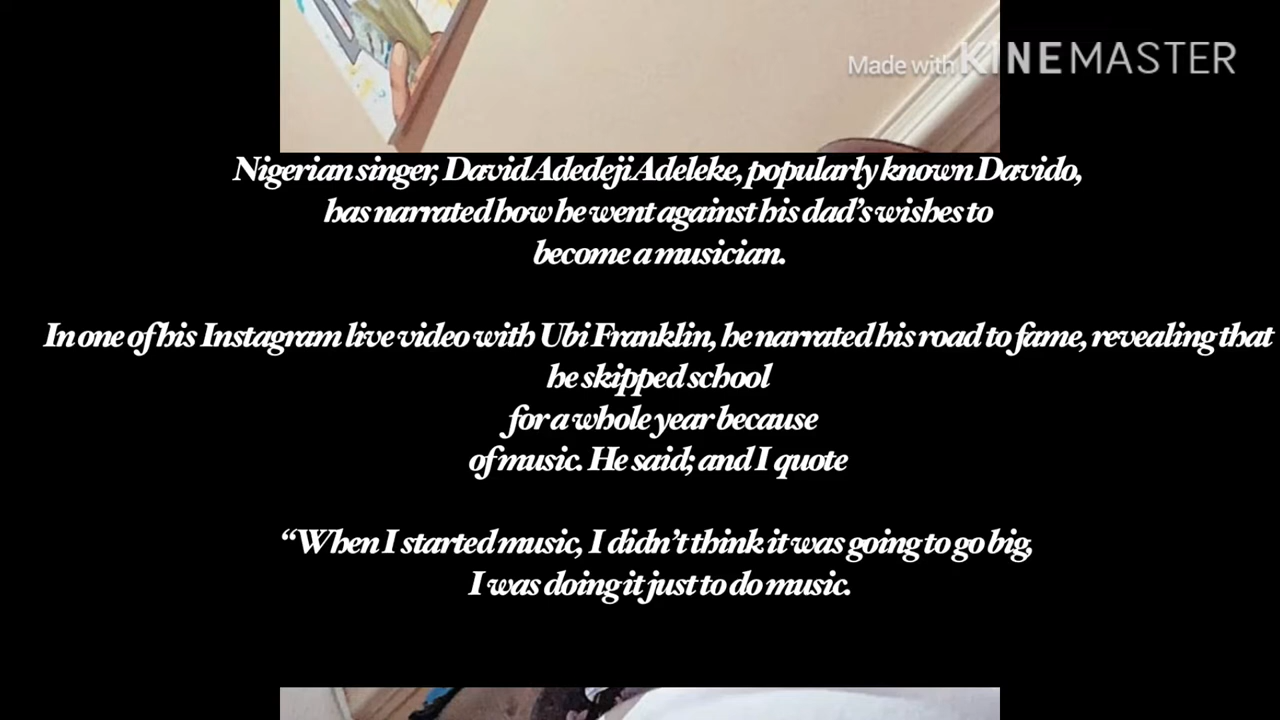 Made with KINEMASTER
Nigerian singer, David Adedeji Adeleke, popularly known Davido,
has narrated how he went against his dad's wishes to
become a musician.
In one of his Instagram live video with Ubi Franklin, he narrated his road to fame, revealing that
he skipped school
for a whole year because
of music. He said; and I quote
“When I started music, I didn't think it was going to go big,
I was doing it just to do music.